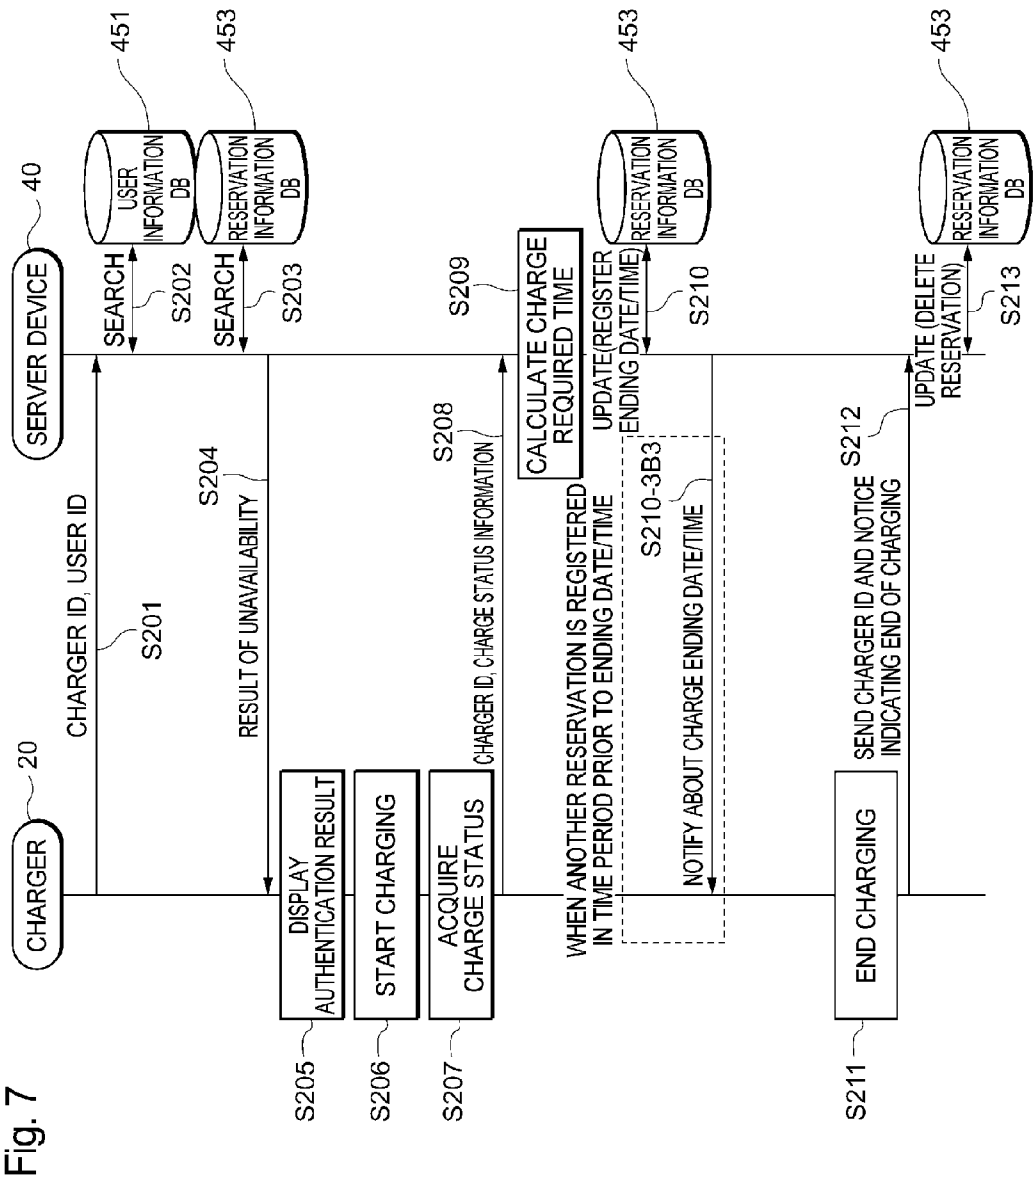 Fig. 7
CHARGER
20
SERVER DEVICE
40
CHARGER ID, USER ID
S201
SEARCH
S202
USER
INFORMATION
DB
451
SEARCH
S203
RESERVATION
INFORMATION
DB
453
S204
RESULT OF UNAVAILABILITY
S205
DISPLAY
AUTHENTICATION RESULT
S206
START CHARGING
S207
ACQUIRE
CHARGE STATUS
CHARGER ID, CHARGE STATUS INFORMATION
S208
S209
CALCULATE CHARGE
REQUIRED TIME
WHEN ANOTHER RESERVATION IS REGISTERED
IN TIME PERIOD PRIOR TO ENDING DATE/TIME
UPDATE(REGISTER
ENDING DATE/TIME)
S210
RESERVATION
INFORMATION
DB
453
S210-3B3
NOTIFY ABOUT CHARGE ENDING DATE/TIME
S211
END CHARGING
SEND CHARGER ID AND NOTICE
INDICATING END OF CHARGING
S212
UPDATE (DELETE
RESERVATION)
S213
RESERVATION
INFORMATION
DB
453